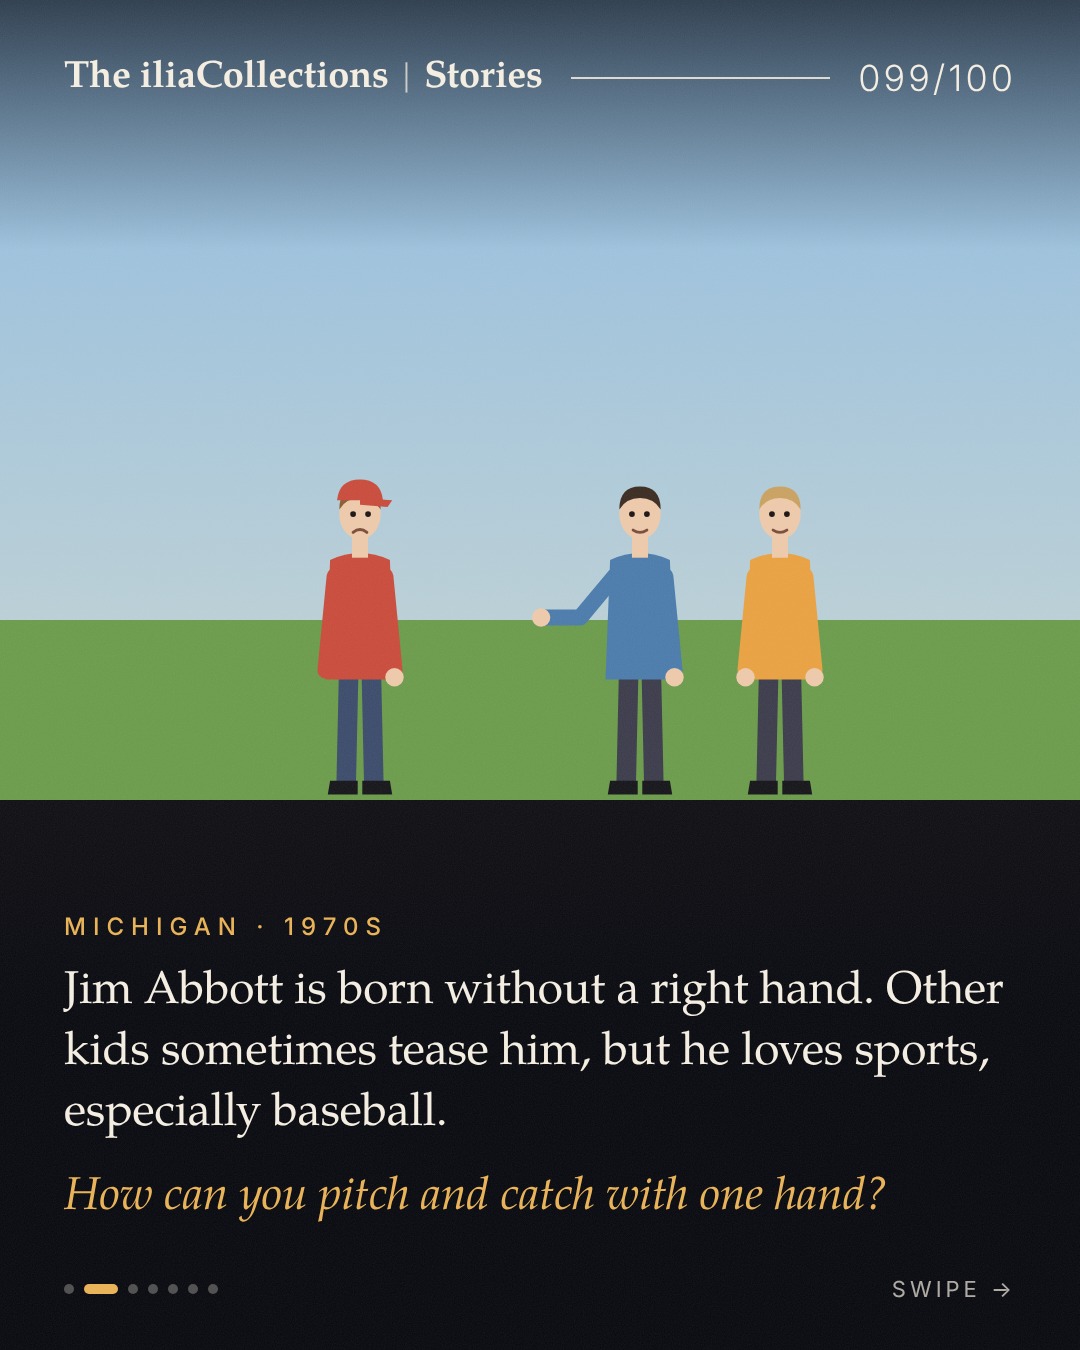 The iliaCollections | Stories 099/100
MICHIGAN · 1970S
Jim Abbott is born without a right hand. Other
kids sometimes tease him, but he loves sports,
especially baseball.
How can you pitch and catch with one hand?
SWIPE →